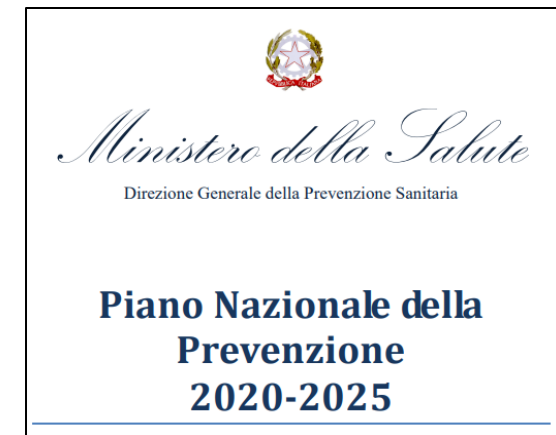 Ministero della Salute
Direzione Generale della Prevenzione Sanitaria
Piano Nazionale della
Prevenzione
2020-2025